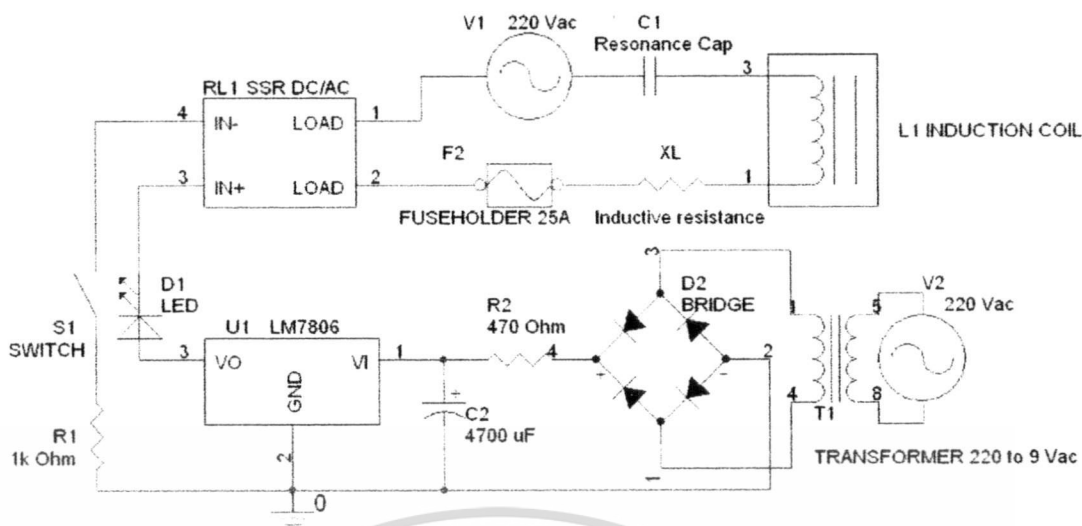 V1 220 Vac
C1
Resonance Cap
RL1 SSR DC/AC
4 IN- LOAD 1
3 IN+ LOAD 2
3
L1 INDUCTION COIL
F2
XL
1
FUSEHOLDER 25A
Inductive resistance
D1
LED
S1
SWITCH
U1 LM7806
3 VO VI 1
GND
2
R2
470 Ohm
4
+
C2
4700 uF
3
D2
BRIDGE
+
-
2
1
4
5
8
T1
V2
220 Vac
R1
1k Ohm
0
1
TRANSFORMER 220 to 9 Vac